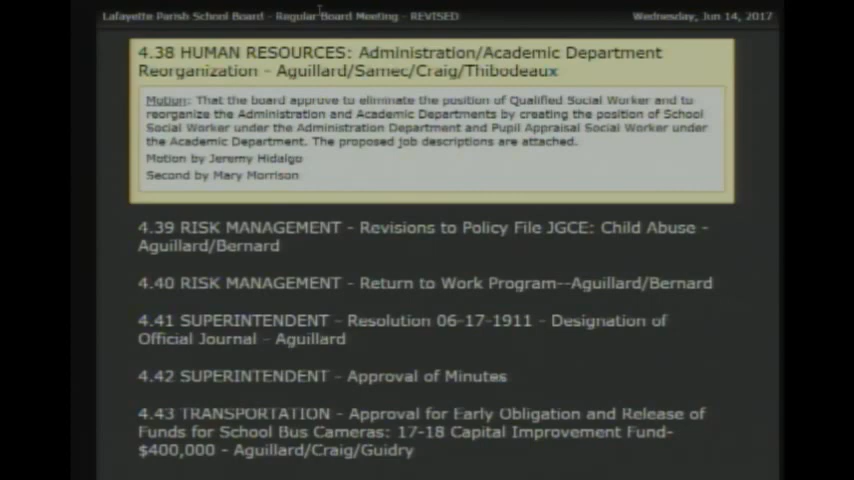 Lafayette Parish School Board - Regular Board Meeting - REVISED
Wednesday, Jun 14, 2017
4.38 HUMAN RESOURCES: Administration/Academic Department
Reorganization - Aguillard/Samec/Craig/Thibodeaux
Motion: That the board approve to eliminate the position of Qualified Social Worker and to
reorganize the Administration and Academic Departments by creating the position of School
Social Worker under the Administration Department and Pupil Appraisal Social Worker under
the Academic Department. The proposed job descriptions are attached.
Motion by Jeremy Hidalgo
Second by Mary Morrison
4.39 RISK MANAGEMENT - Revisions to Policy File JGCE: Child Abuse -
Aguillard/Bernard
4.40 RISK MANAGEMENT - Return to Work Program--Aguillard/Bernard
4.41 SUPERINTENDENT - Resolution 06-17-1911 - Designation of
Official Journal - Aguillard
4.42 SUPERINTENDENT - Approval of Minutes
4.43 TRANSPORTATION - Approval for Early Obligation and Release of
Funds for School Bus Cameras: 17-18 Capital Improvement Fund-
$400,000 - Aguillard/Craig/Guidry